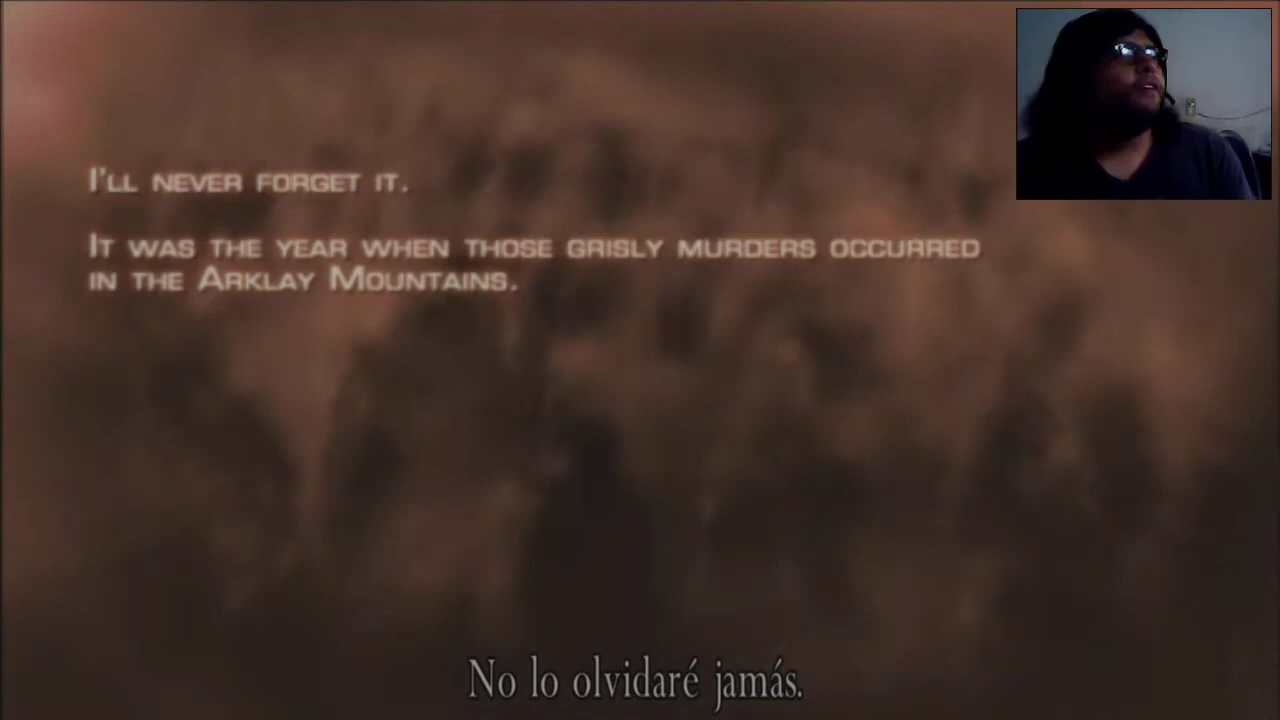 I'll never forget it.
It was the year when those grisly murders occurred
in the Arklay Mountains.
No lo olvidaré jamás.